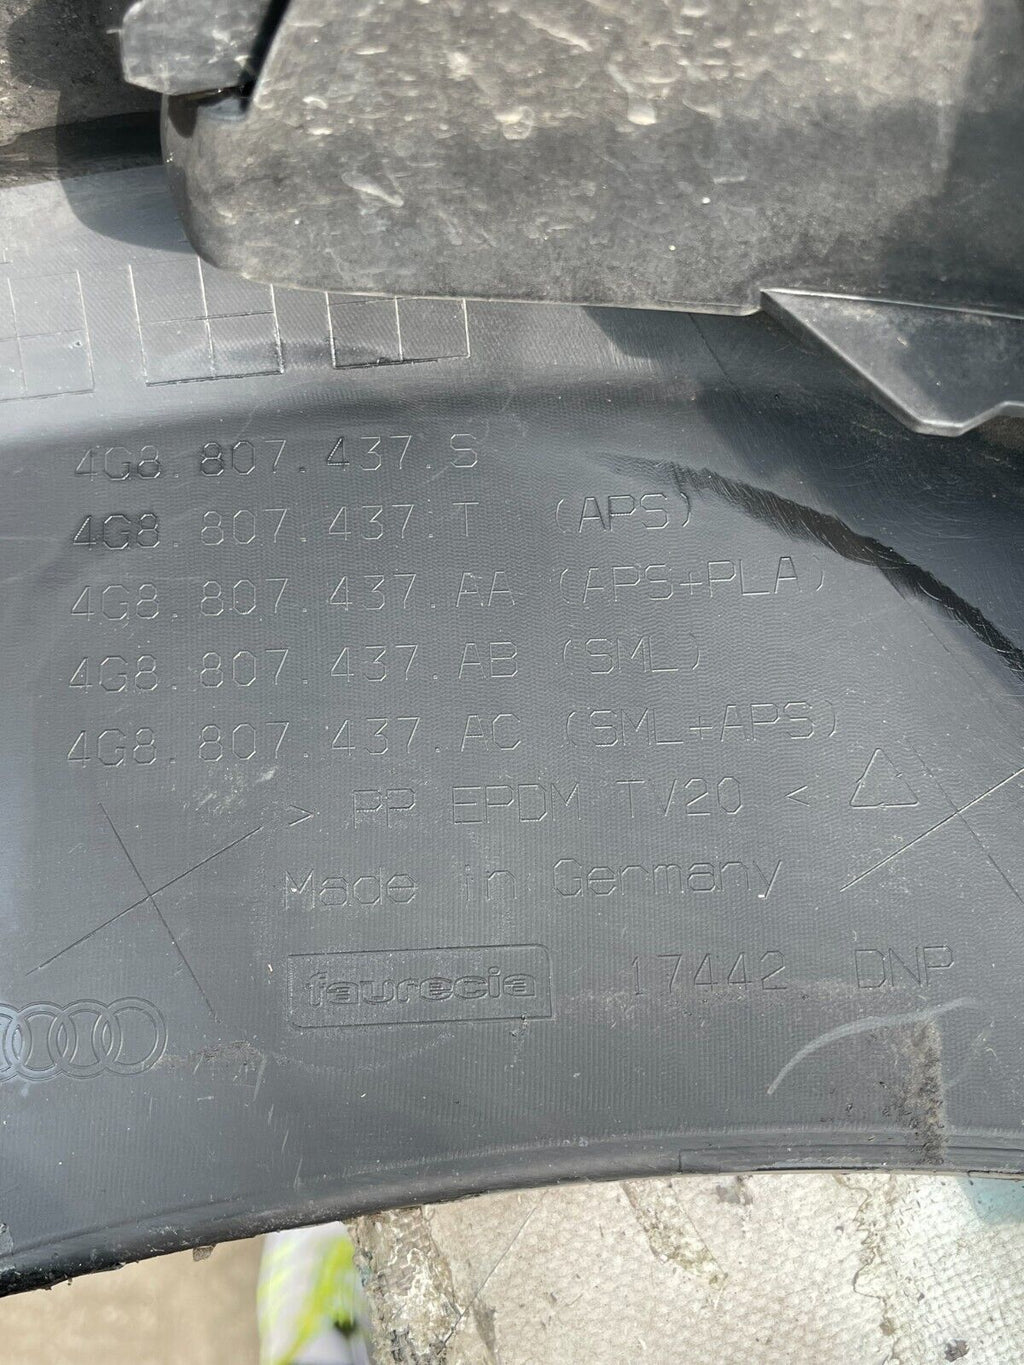 4G8.807.437.S
4G8.807.437.T (APS)
4G8.807.437.AA (APS+PLA)
4G8.807.437.AB (SML)
4G8.807.437.AC (SML+APS)
> PP EPDM TV20 <
Made in Germany
faurecia 17442 DNP